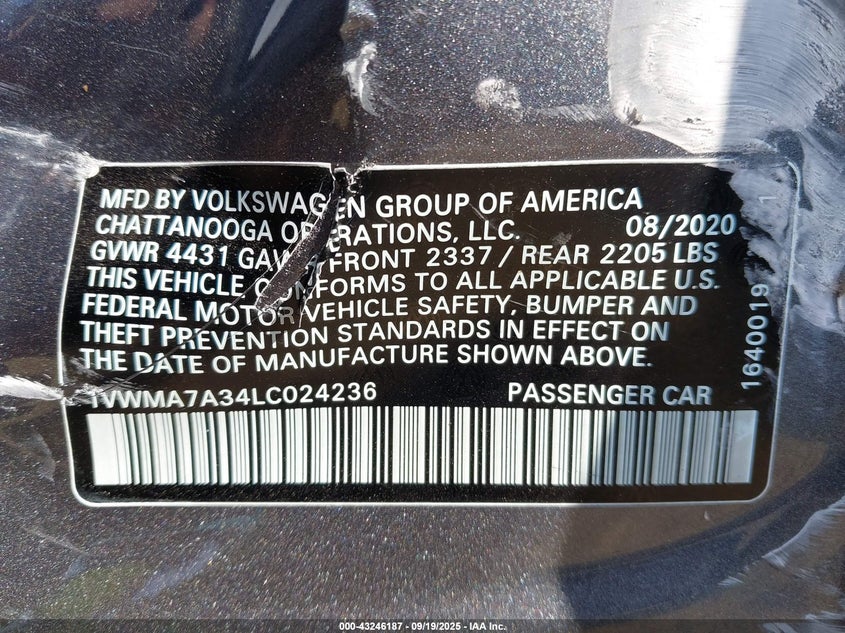 MFD BY VOLKSWAGEN GROUP OF AMERICA
CHATTANOOGA OPERATIONS, LLC. 08/2020
GVWR 4431 GAWR FRONT 2337 / REAR 2205 LBS
THIS VEHICLE CONFORMS TO ALL APPLICABLE U.S.
FEDERAL MOTOR VEHICLE SAFETY, BUMPER AND
THEFT PREVENTION STANDARDS IN EFFECT ON
THE DATE OF MANUFACTURE SHOWN ABOVE.
1VWMA7A34LC024236 PASSENGER CAR
1640019 1
000-43246187 - 09/19/2025 - IAA Inc.